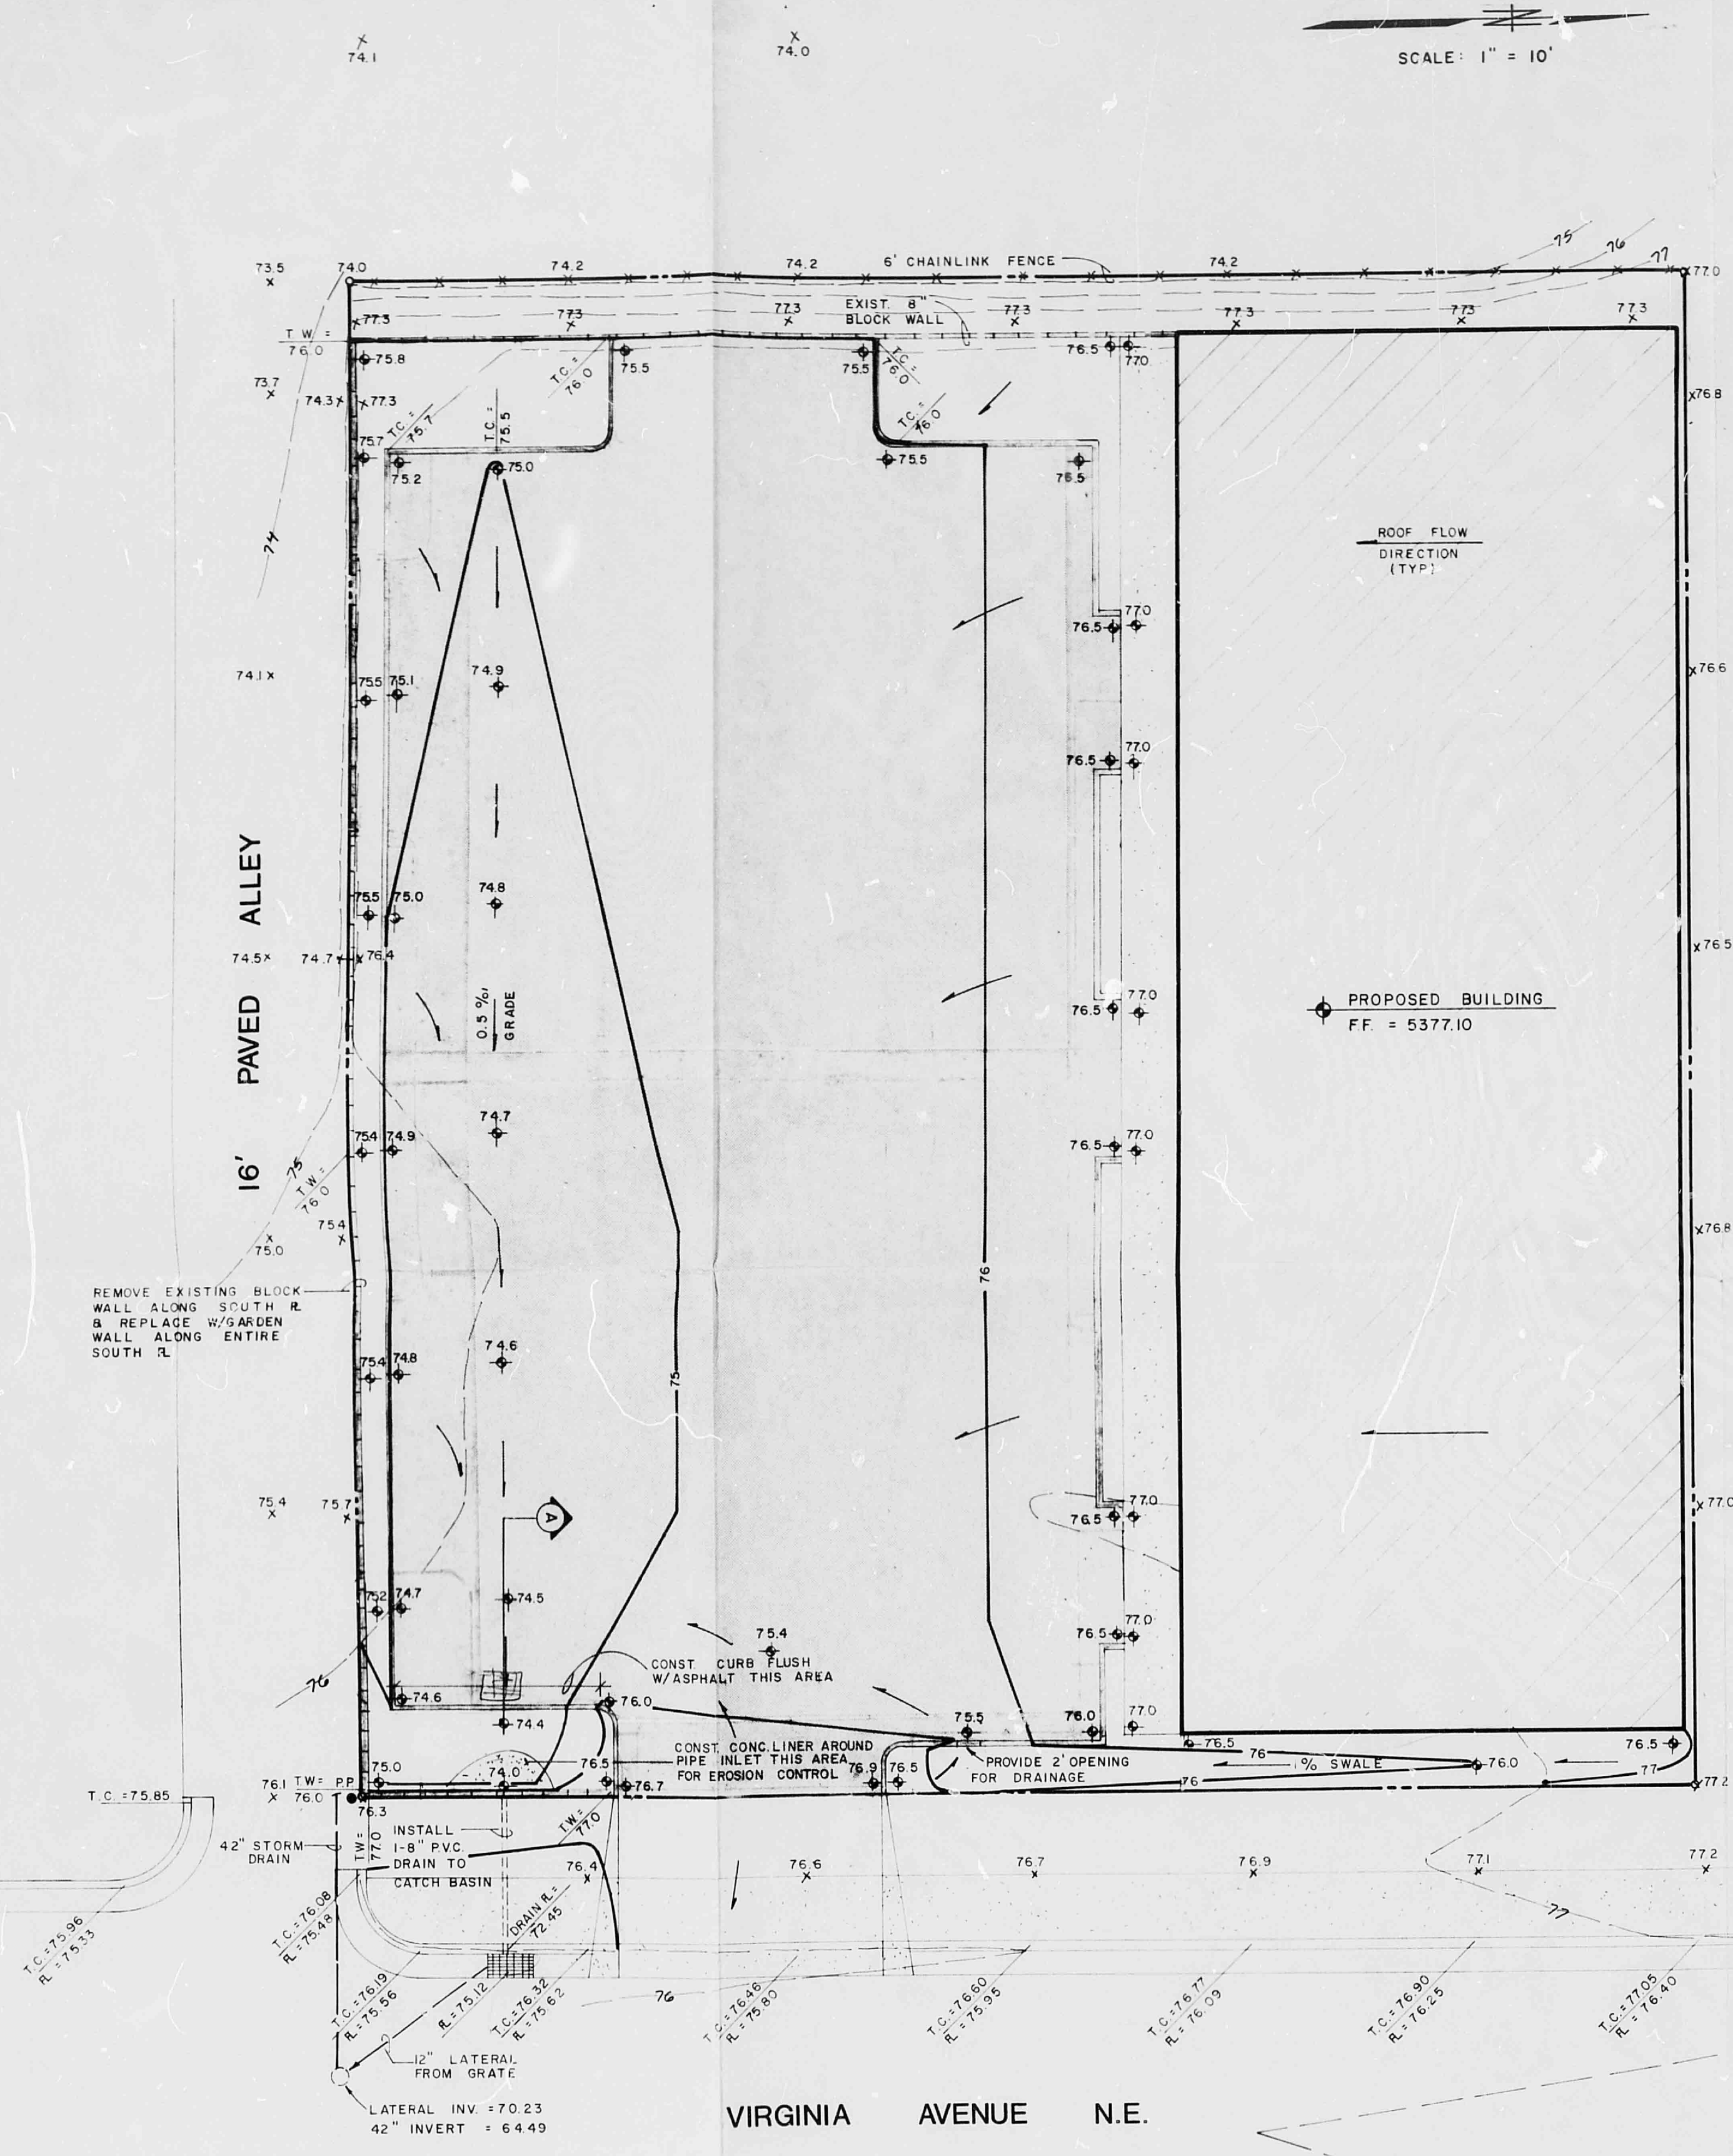 N.
SCALE: 1" = 10'
74.1
74.0
75
76
77
73.5
74.0
74.2
74.2
6' CHAINLINK FENCE
74.2
77.0
EXIST. 8"
BLOCK WALL
77.3
77.3
77.3
77.3
77.3
77.3
77.3
T.W. =
76.0
75.8
T.C. =
76.0
75.5
75.5
T.C. =
76.0
76.5
77.0
73.7
74.3
77.3
76.8
T.C. =
75.7
T.C. =
75.5
T.C. =
76.0
75.7
75.2
75.0
75.5
76.5
74
ROOF FLOW
DIRECTION
(TYP)
77.0
76.5
74.1
75.5
75.1
74.9
76.6
76.5
77.0
16' PAVED ALLEY
75.5
75.0
74.8
74.5
74.7
76.4
76.5
0.5 %
GRADE
76.5
77.0
PROPOSED BUILDING
F.F. = 5377.10
75.4
74.9
74.7
76.5
77.0
75
T.W. =
76.0
75.4
75.0
76.8
76
REMOVE EXISTING BLOCK
WALL ALONG SOUTH PL
& REPLACE W/GARDEN
WALL ALONG ENTIRE
SOUTH PL
75.4
74.8
74.6
75
75.4
75.7
A
76.5
77.0
77.0
75.2
74.7
74.5
75.4
76.5
77.0
76
CONST. CURB FLUSH
W/ASPHALT THIS AREA
74.6
76.0
74.4
75.5
76.0
77.0
CONST. CONC. LINER AROUND
PIPE INLET THIS AREA
FOR EROSION CONTROL
PROVIDE 2' OPENING
FOR DRAINAGE
76.5
76
1% SWALE
76.0
76.5
77
75.0
74.0
76.5
76.7
76.9
76.5
76
77.2
T.C. = 75.85
76.1
T.W. =
76.0
P.P.
76.3
42" STORM
DRAIN
T.W. =
77.0
INSTALL
1-8" P.V.C.
DRAIN TO
CATCH BASIN
T.W. =
77.0
76.4
76.6
76.7
76.9
77.1
77.2
DRAIN FL =
72.45
77
T.C. = 75.96
FL = 75.33
T.C. = 76.08
FL = 75.48
T.C. = 76.19
FL = 75.56
FL = 75.12
T.C. = 76.32
FL = 75.62
76
T.C. = 76.46
FL = 75.80
T.C. = 76.60
FL = 75.95
T.C. = 76.77
FL = 76.09
T.C. = 76.90
FL = 76.25
T.C. = 77.05
FL = 76.40
12" LATERAL
FROM GRATE
LATERAL INV. = 70.23
42" INVERT = 64.49
VIRGINIA AVENUE N.E.